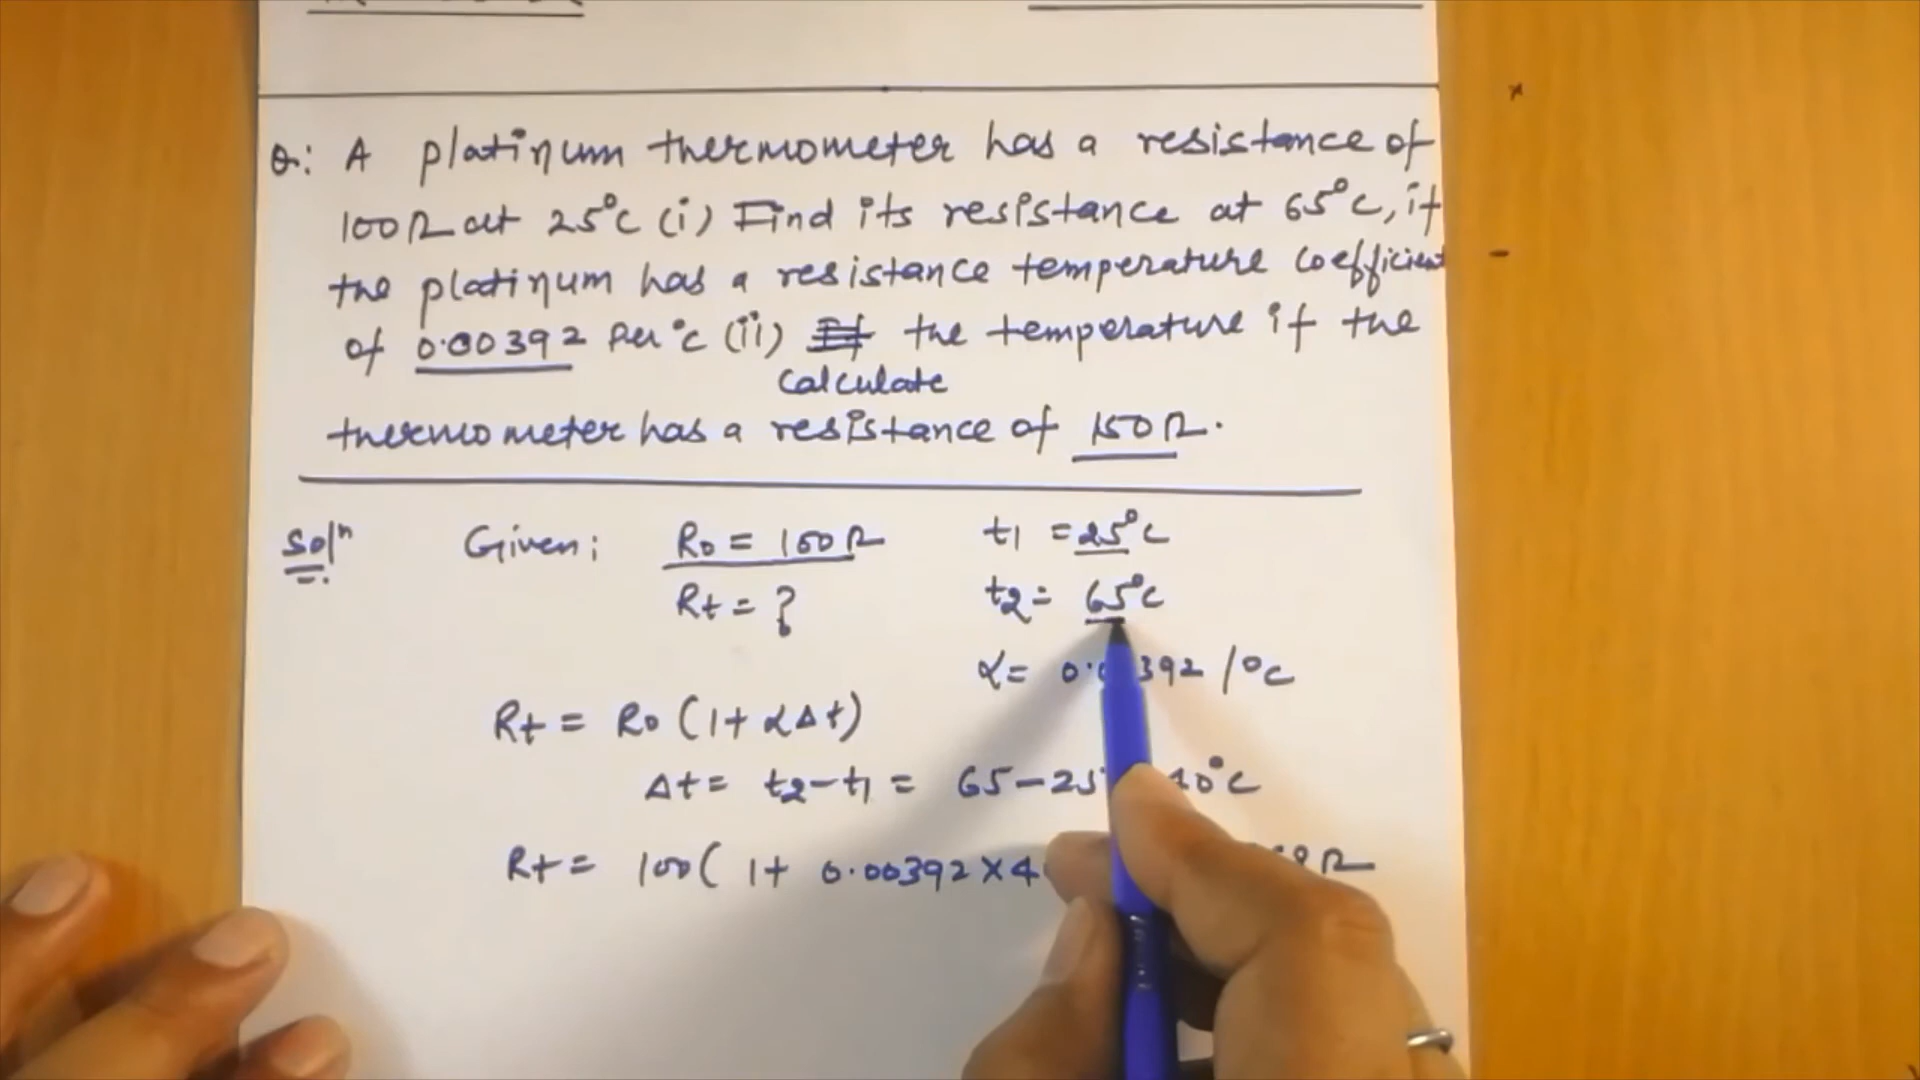 Q: A platinum thermometer has a resistance of
100Ω at 25°C (i) Find its resistance at 65°C, if
the platinum has a resistance temperature coefficient
of 0.00392 Per °C (ii) the temperature if the
Calculate
thermometer has a resistance of 150Ω.
Solⁿ Given; R0 = 100Ω t1 = 25°C
Rt = ? t2 = 65°C
α = 392 /°C
Rt = R0 (1+ αΔt)
Δt = t2-t1 = 65-25 °C
Rt = 100( 1+ 0.00392×4 Ω